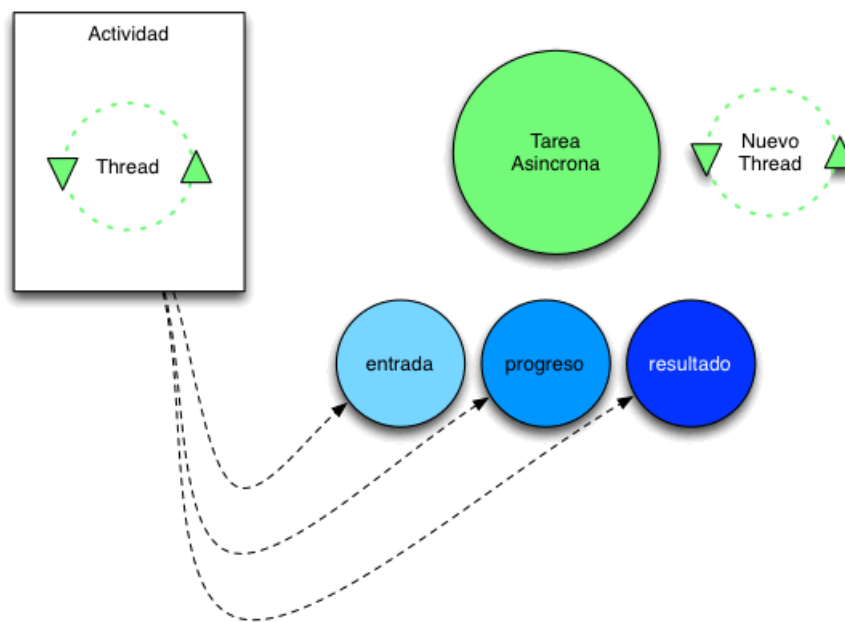 Actividad
Thread
Tarea
Asincrona
Nuevo
Thread
entrada
progreso
resultado